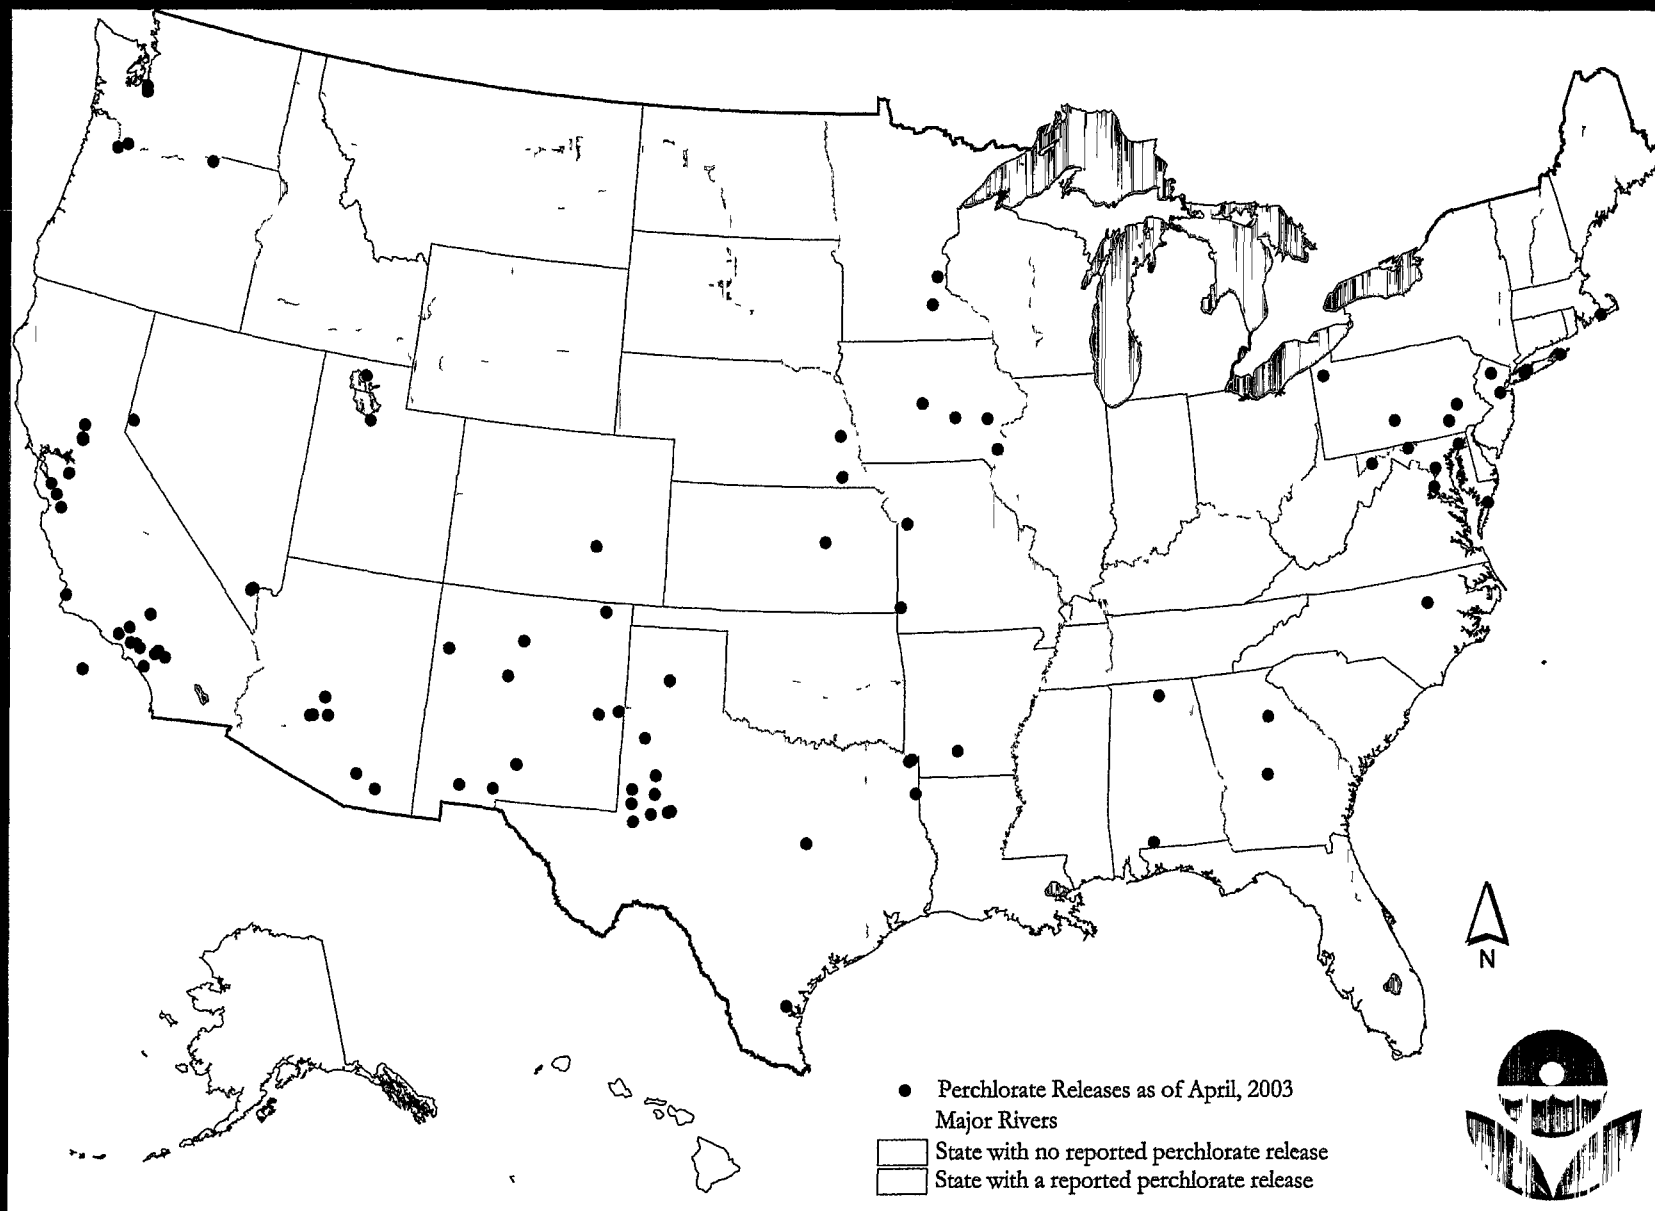 N
Perchlorate Releases as of April, 2003
Major Rivers
State with no reported perchlorate release
State with a reported perchlorate release